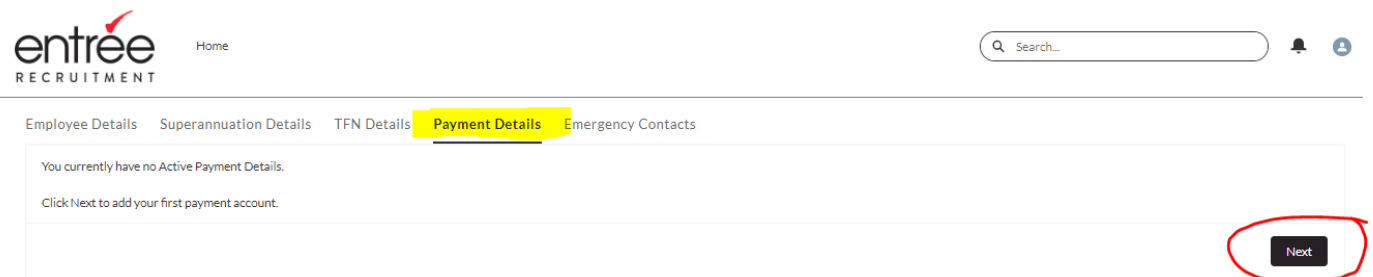 entrée
RECRUITMENT
Home
Search...
Employee Details Superannuation Details TFN Details Payment Details Emergency Contacts
You currently have no Active Payment Details.
Click Next to add your first payment account.
Next